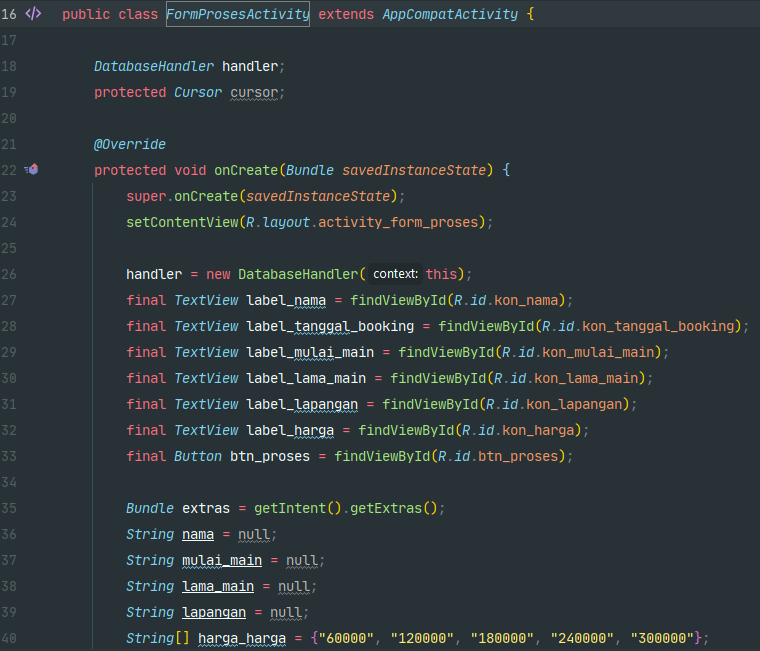 16 public class FormProsesActivity extends AppCompatActivity {
17
18 DatabaseHandler handler;
19 protected Cursor cursor;
20
21 @Override
22 protected void onCreate(Bundle savedInstanceState) {
23 super.onCreate(savedInstanceState);
24 setContentView(R.layout.activity_form_proses);
25
26 handler = new DatabaseHandler( context: this);
27 final TextView label_nama = findViewById(R.id.kon_nama);
28 final TextView label_tanggal_booking = findViewById(R.id.kon_tanggal_booking);
29 final TextView label_mulai_main = findViewById(R.id.kon_mulai_main);
30 final TextView label_lama_main = findViewById(R.id.kon_lama_main);
31 final TextView label_lapangan = findViewById(R.id.kon_lapangan);
32 final TextView label_harga = findViewById(R.id.kon_harga);
33 final Button btn_proses = findViewById(R.id.btn_proses);
34
35 Bundle extras = getIntent().getExtras();
36 String nama = null;
37 String mulai_main = null;
38 String lama_main = null;
39 String lapangan = null;
40 String[] harga_harga = {"60000", "120000", "180000", "240000", "300000"};